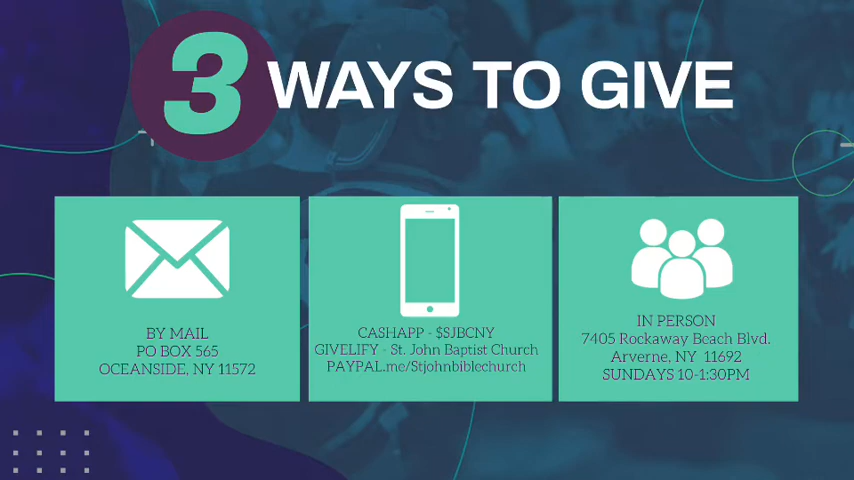 3 WAYS TO GIVE
BY MAIL
PO BOX 565
OCEANSIDE, NY 11572
CASHAPP - $SJBCNY
GIVELIFY - St. John Baptist Church
PAYPAL.me/Stjohnbiblechurch
IN PERSON
7405 Rockaway Beach Blvd.
Arverne, NY 11692
SUNDAYS 10-1:30PM